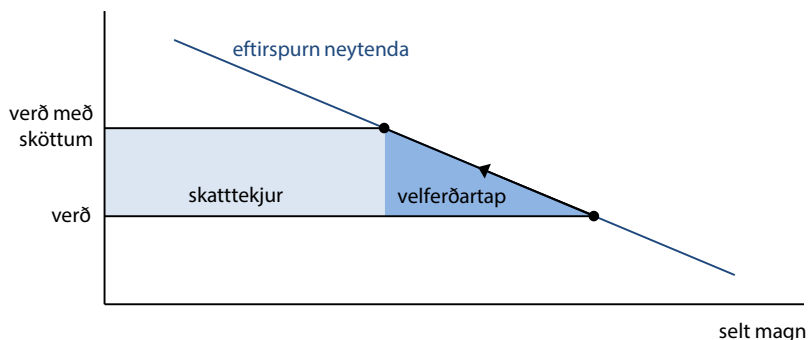 eftirspurn neytenda
verð með
sköttum
skatttekjur
velferðartap
verð
selt magn